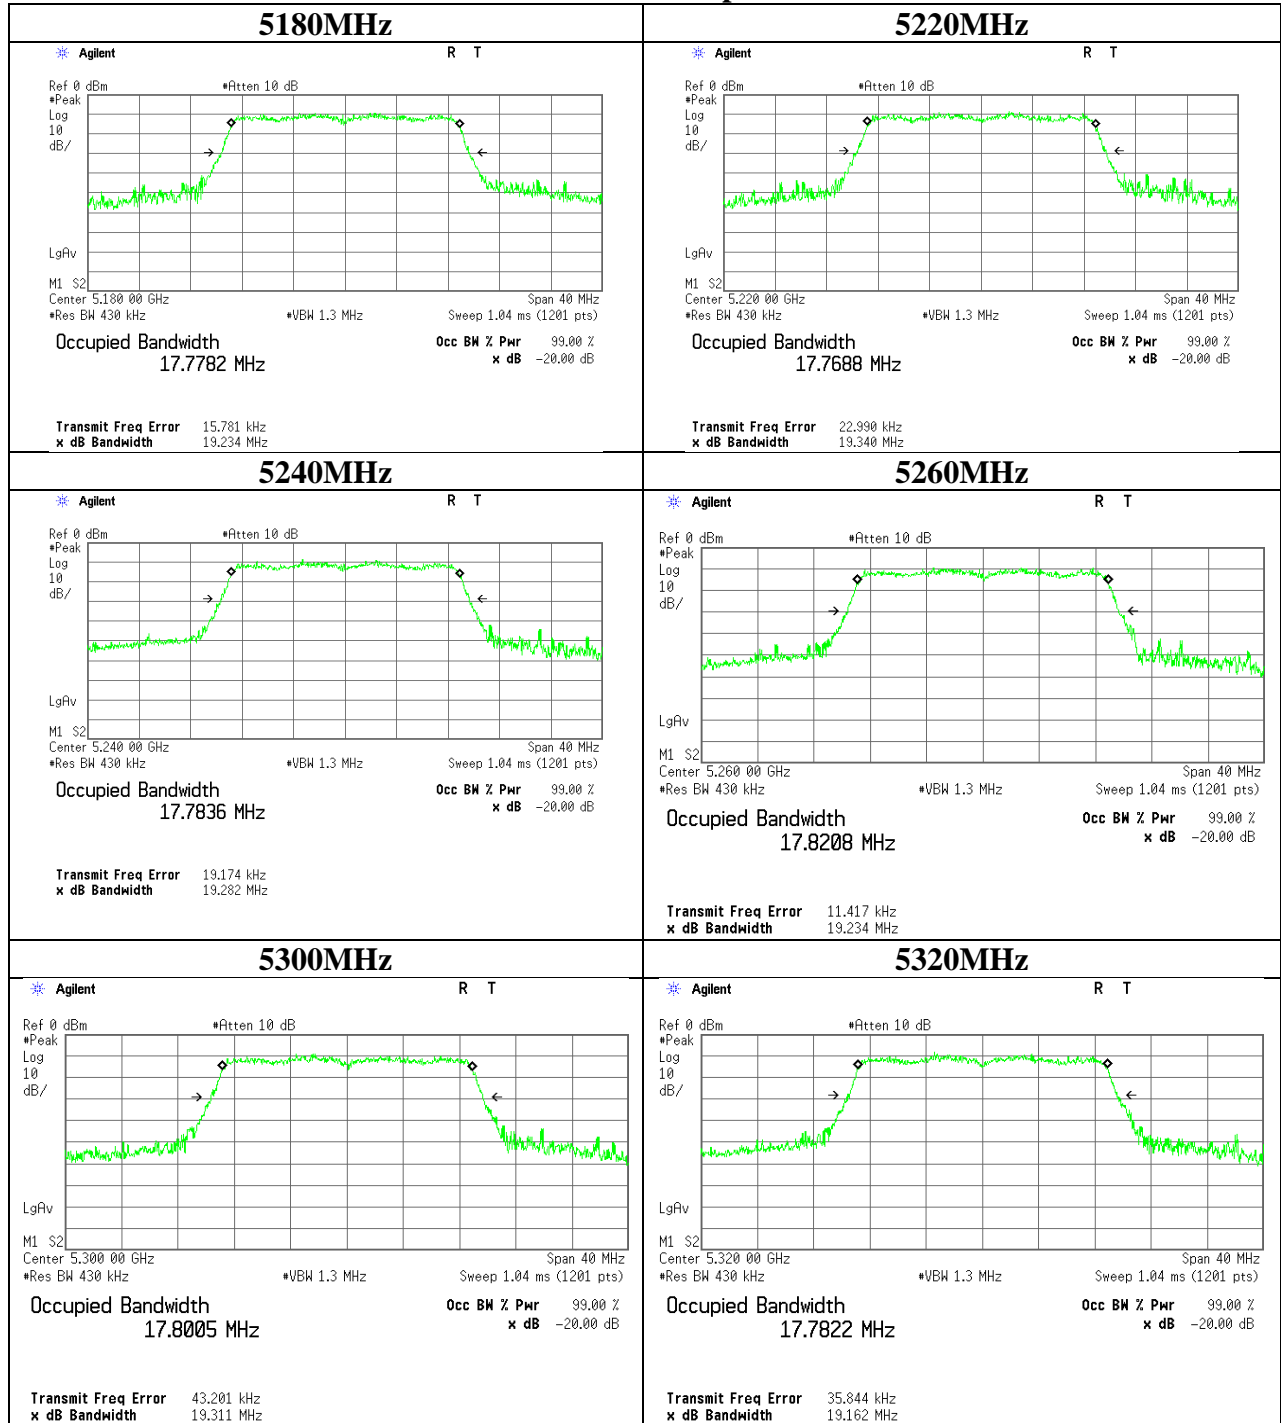 5180MHz
Agilent R T
Ref 0 dBm #Atten 10 dB
#Peak
Log
10
dB/
LgAv
M1 S2
Center 5.180 00 GHz Span 40 MHz
#Res BW 430 kHz #VBW 1.3 MHz Sweep 1.04 ms (1201 pts)
Occupied Bandwidth Occ BW % Pwr 99.00 %
17.7782 MHz x dB -20.00 dB
Transmit Freq Error 15.781 kHz
x dB Bandwidth 19.234 MHz
5220MHz
Agilent R T
Ref 0 dBm #Atten 10 dB
#Peak
Log
10
dB/
LgAv
M1 S2
Center 5.220 00 GHz Span 40 MHz
#Res BW 430 kHz #VBW 1.3 MHz Sweep 1.04 ms (1201 pts)
Occupied Bandwidth Occ BW % Pwr 99.00 %
17.7688 MHz x dB -20.00 dB
Transmit Freq Error 22.990 kHz
x dB Bandwidth 19.340 MHz
5240MHz
Agilent R T
Ref 0 dBm #Atten 10 dB
#Peak
Log
10
dB/
LgAv
M1 S2
Center 5.240 00 GHz Span 40 MHz
#Res BW 430 kHz #VBW 1.3 MHz Sweep 1.04 ms (1201 pts)
Occupied Bandwidth Occ BW % Pwr 99.00 %
17.7836 MHz x dB -20.00 dB
Transmit Freq Error 19.174 kHz
x dB Bandwidth 19.282 MHz
5260MHz
Agilent R T
Ref 0 dBm #Atten 10 dB
#Peak
Log
10
dB/
LgAv
M1 S2
Center 5.260 00 GHz Span 40 MHz
#Res BW 430 kHz #VBW 1.3 MHz Sweep 1.04 ms (1201 pts)
Occupied Bandwidth Occ BW % Pwr 99.00 %
17.8208 MHz x dB -20.00 dB
Transmit Freq Error 11.417 kHz
x dB Bandwidth 19.234 MHz
5300MHz
Agilent R T
Ref 0 dBm #Atten 10 dB
#Peak
Log
10
dB/
LgAv
M1 S2
Center 5.300 00 GHz Span 40 MHz
#Res BW 430 kHz #VBW 1.3 MHz Sweep 1.04 ms (1201 pts)
Occupied Bandwidth Occ BW % Pwr 99.00 %
17.8005 MHz x dB -20.00 dB
Transmit Freq Error 43.201 kHz
x dB Bandwidth 19.311 MHz
5320MHz
Agilent R T
Ref 0 dBm #Atten 10 dB
#Peak
Log
10
dB/
LgAv
M1 S2
Center 5.320 00 GHz Span 40 MHz
#Res BW 430 kHz #VBW 1.3 MHz Sweep 1.04 ms (1201 pts)
Occupied Bandwidth Occ BW % Pwr 99.00 %
17.7822 MHz x dB -20.00 dB
Transmit Freq Error 35.844 kHz
x dB Bandwidth 19.162 MHz